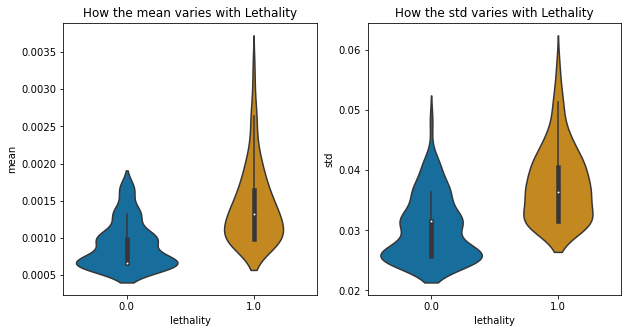 How the mean varies with Lethality
mean
0.0035
0.0030
0.0025
0.0020
0.0015
0.0010
0.0005
0.0 1.0
lethality
How the std varies with Lethality
std
0.06
0.05
0.04
0.03
0.02
0.0 1.0
lethality